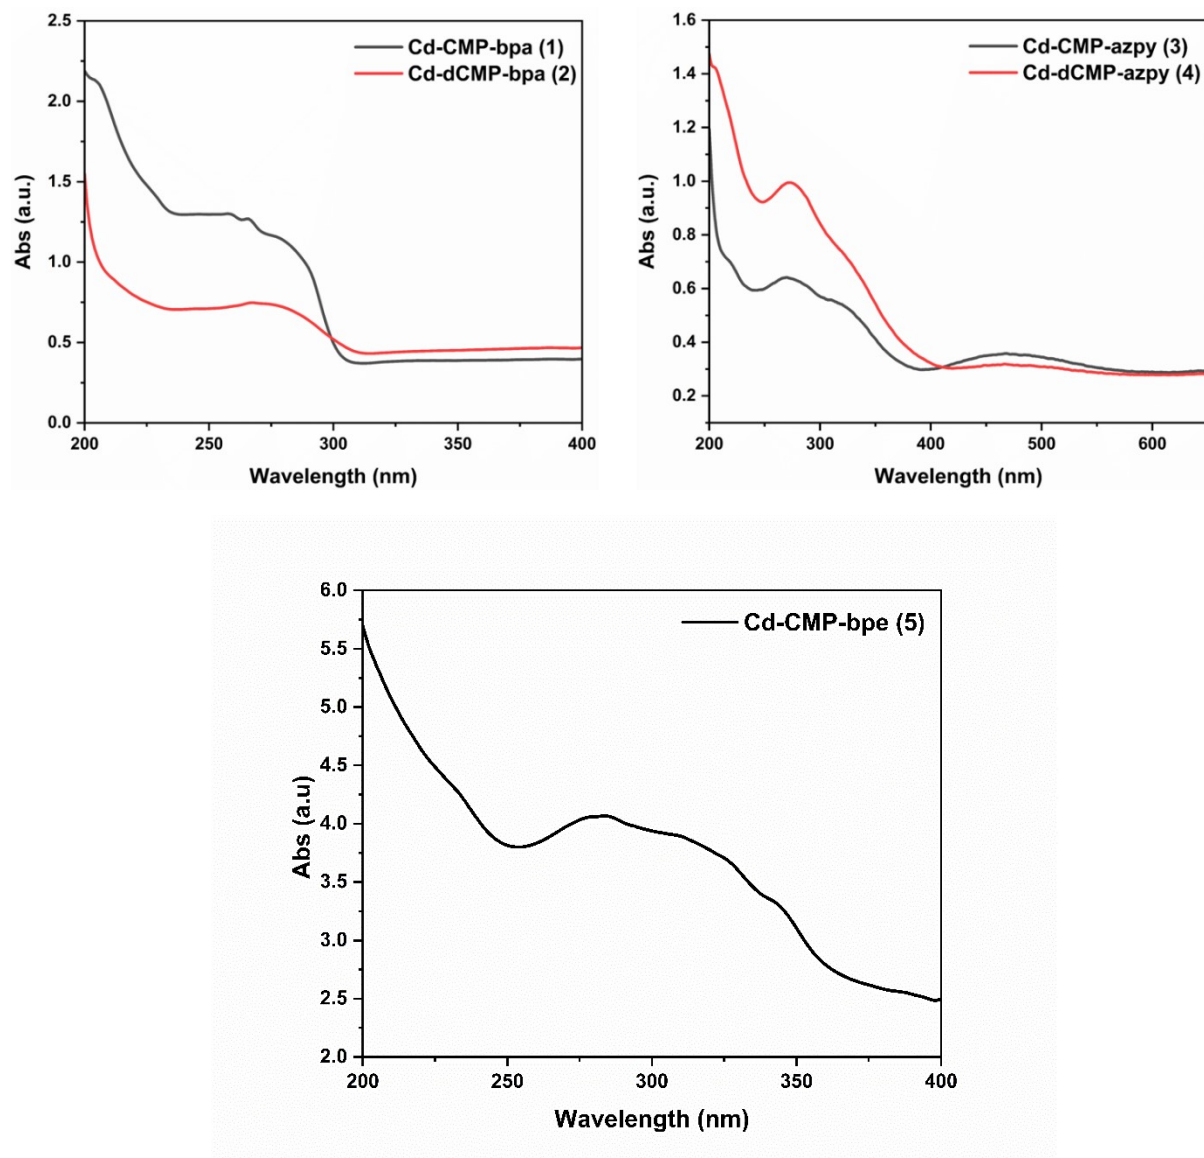 2.5
2.0
1.5
1.0
0.5
0.0
Abs (a.u.)
Cd-CMP-bpa (1)
Cd-dCMP-bpa (2)
200 250 300 350 400
Wavelength (nm)
1.6
1.4
1.2
1.0
0.8
0.6
0.4
0.2
Abs (a.u.)
Cd-CMP-azpy (3)
Cd-dCMP-azpy (4)
200 300 400 500 600
Wavelength (nm)
6.0
5.5
5.0
4.5
4.0
3.5
3.0
2.5
2.0
Abs (a.u)
Cd-CMP-bpe (5)
200 250 300 350 400
Wavelength (nm)